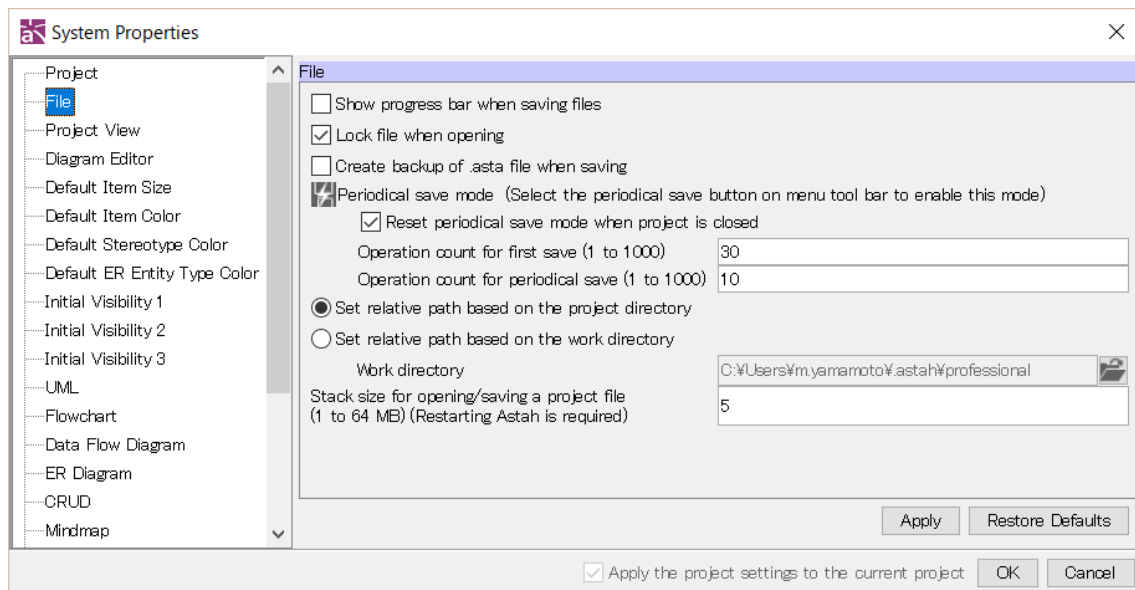 System Properties
Project
File
Project View
Diagram Editor
Default Item Size
Default Item Color
Default Stereotype Color
Default ER Entity Type Color
Initial Visibility 1
Initial Visibility 2
Initial Visibility 3
UML
Flowchart
Data Flow Diagram
ER Diagram
CRUD
Mindmap
File
Show progress bar when saving files
Lock file when opening
Create backup of .asta file when saving
Periodical save mode (Select the periodical save button on menu tool bar to enable this mode)
Reset periodical save mode when project is closed
Operation count for first save (1 to 1000) 30
Operation count for periodical save (1 to 1000) 10
Set relative path based on the project directory
Set relative path based on the work directory
Work directory C:¥Users¥m.yamamoto¥.astah¥professional
Stack size for opening/saving a project file
(1 to 64 MB) (Restarting Astah is required) 5
Apply Restore Defaults
Apply the project settings to the current project OK Cancel